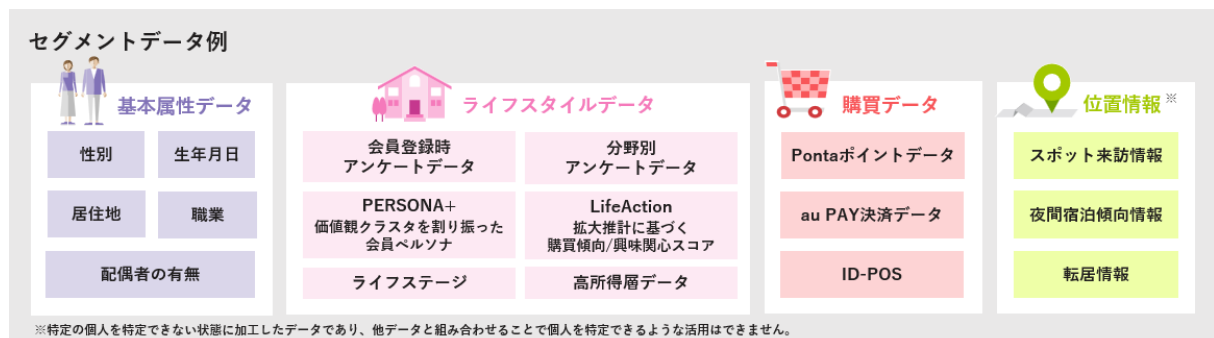 セグメントデータ例
基本属性データ
性別
生年月日
居住地
職業
配偶者の有無
ライフスタイルデータ
会員登録時
アンケートデータ
分野別
アンケートデータ
PERSONA+
価値観クラスタを割り振った
会員ペルソナ
LifeAction
拡大推計に基づく
購買傾向/興味関心スコア
ライフステージ
高所得層データ
購買データ
Pontaポイントデータ
au PAY決済データ
ID-POS
位置情報※
スポット来訪情報
夜間宿泊傾向情報
転居情報
※特定の個人を特定できない状態に加工したデータであり、他データと組み合わせることで個人を特定できるような活用はできません。